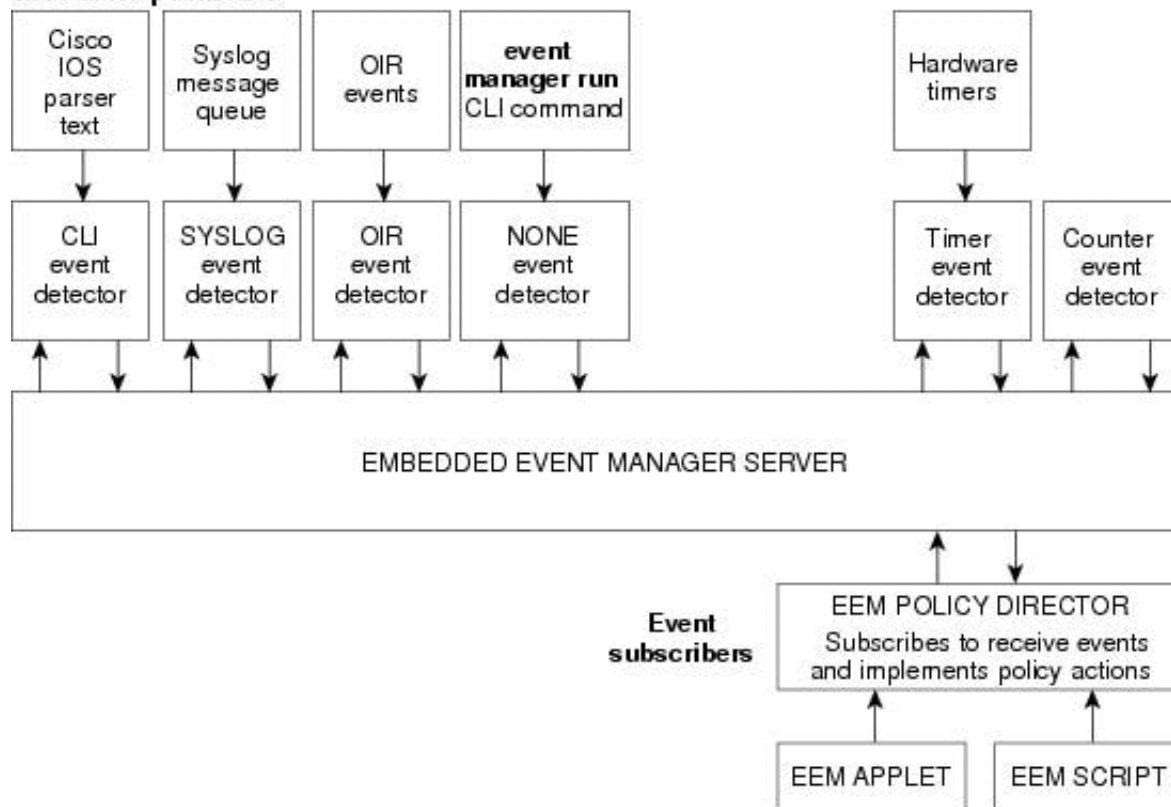 Cisco
IOS
parser
text
Syslog
message
queue
OIR
events
event
manager run
CLI command
Hardware
timers
CLI
event
detector
SYSLOG
event
detector
OIR
event
detector
NONE
event
detector
Timer
event
detector
Counter
event
detector
EMBEDDED EVENT MANAGER SERVER
Event
subscribers
EEM POLICY DIRECTOR
Subscribes to receive events
and implements policy actions
EEM APPLET
EEM SCRIPT